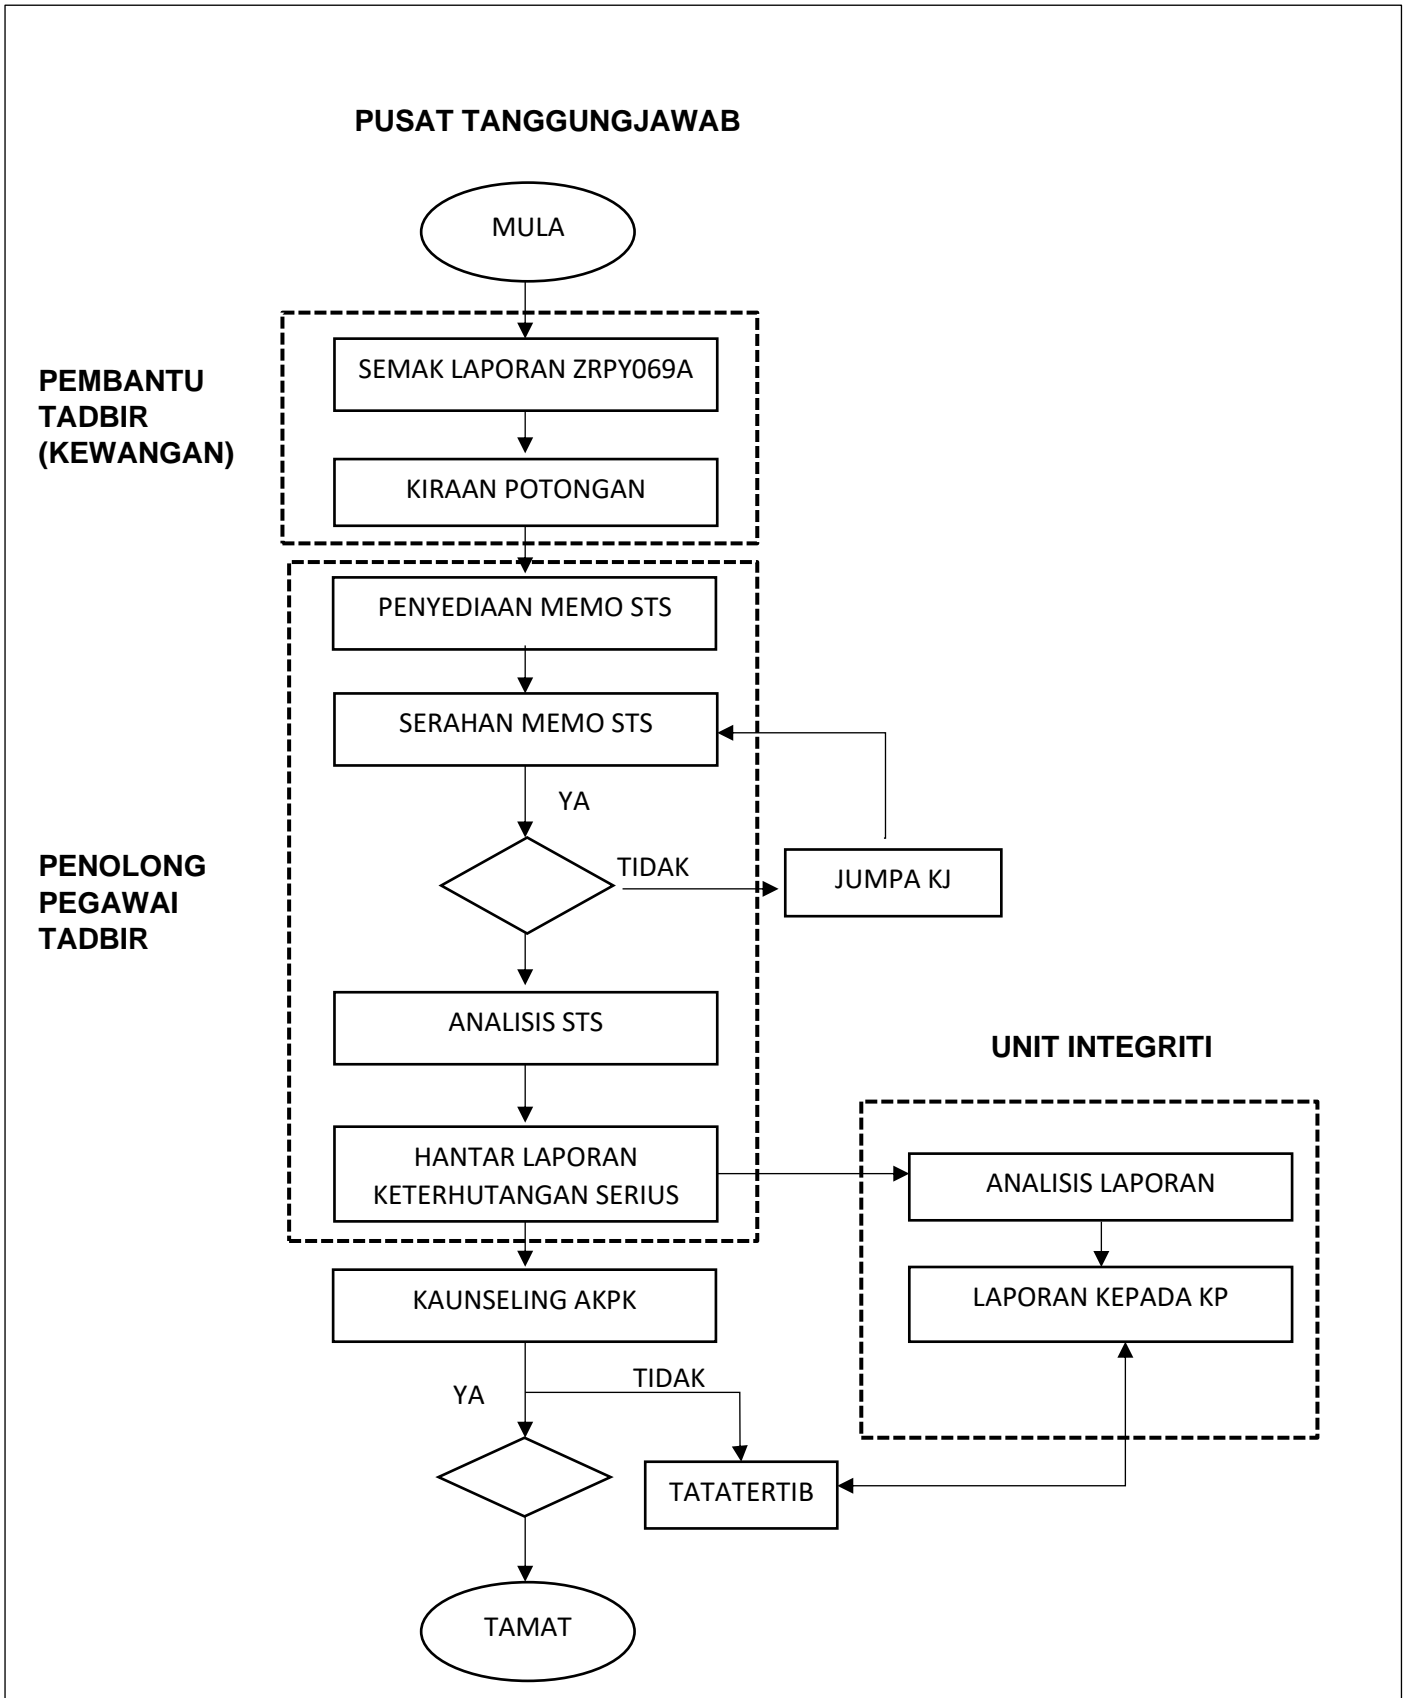 PUSAT TANGGUNGJAWAB
MULA
PEMBANTU
TADBIR
(KEWANGAN)
SEMAK LAPORAN ZRPY069A
KIRAAN POTONGAN
PENYEDIAAN MEMO STS
SERAHAN MEMO STS
YA
PENOLONG
PEGAWAI
TADBIR
TIDAK
JUMPA KJ
ANALISIS STS
UNIT INTEGRITI
HANTAR LAPORAN
KETERHUTANGAN SERIUS
ANALISIS LAPORAN
KAUNSELING AKPK
LAPORAN KEPADA KP
YA
TIDAK
TATATERTIB
TAMAT